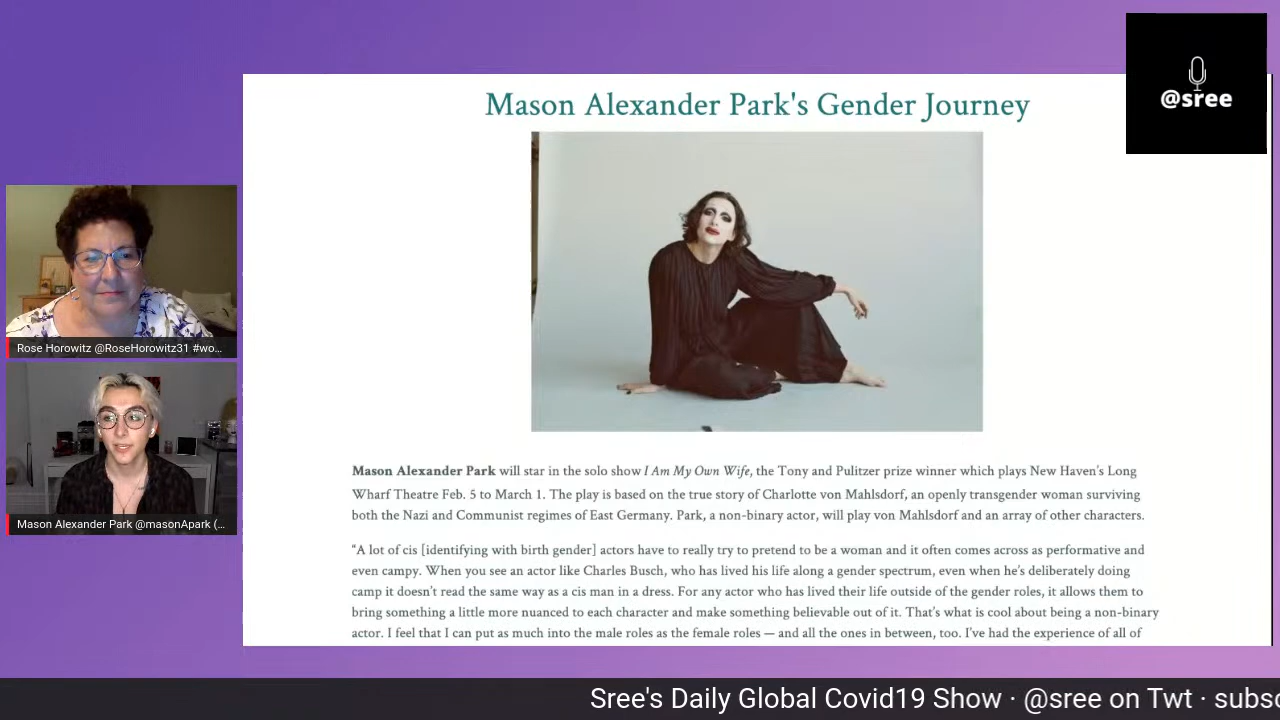 Mason Alexander Park's Gender Journey
@sree
Rose Horowitz @RoseHorowitz31 #wo...
Mason Alexander Park @masonApark (...
Mason Alexander Park will star in the solo show I Am My Own Wife, the Tony and Pulitzer prize winner which plays New Haven's Long
Wharf Theatre Feb. 5 to March 1. The play is based on the true story of Charlotte von Mahlsdorf, an openly transgender woman surviving
both the Nazi and Communist regimes of East Germany. Park, a non-binary actor, will play von Mahlsdorf and an array of other characters.
“A lot of cis [identifying with birth gender] actors have to really try to pretend to be a woman and it often comes across as performative and
even campy. When you see an actor like Charles Busch, who has lived his life along a gender spectrum, even when he's deliberately doing
camp it doesn't read the same way as a cis man in a dress. For any actor who has lived their life outside of the gender roles, it allows them to
bring something a little more nuanced to each character and make something believable out of it. That's what is cool about being a non-binary
actor. I feel that I can put as much into the male roles as the female roles — and all the ones in between, too. I've had the experience of all of
Sree's Daily Global Covid19 Show · @sree on Twt · subsc